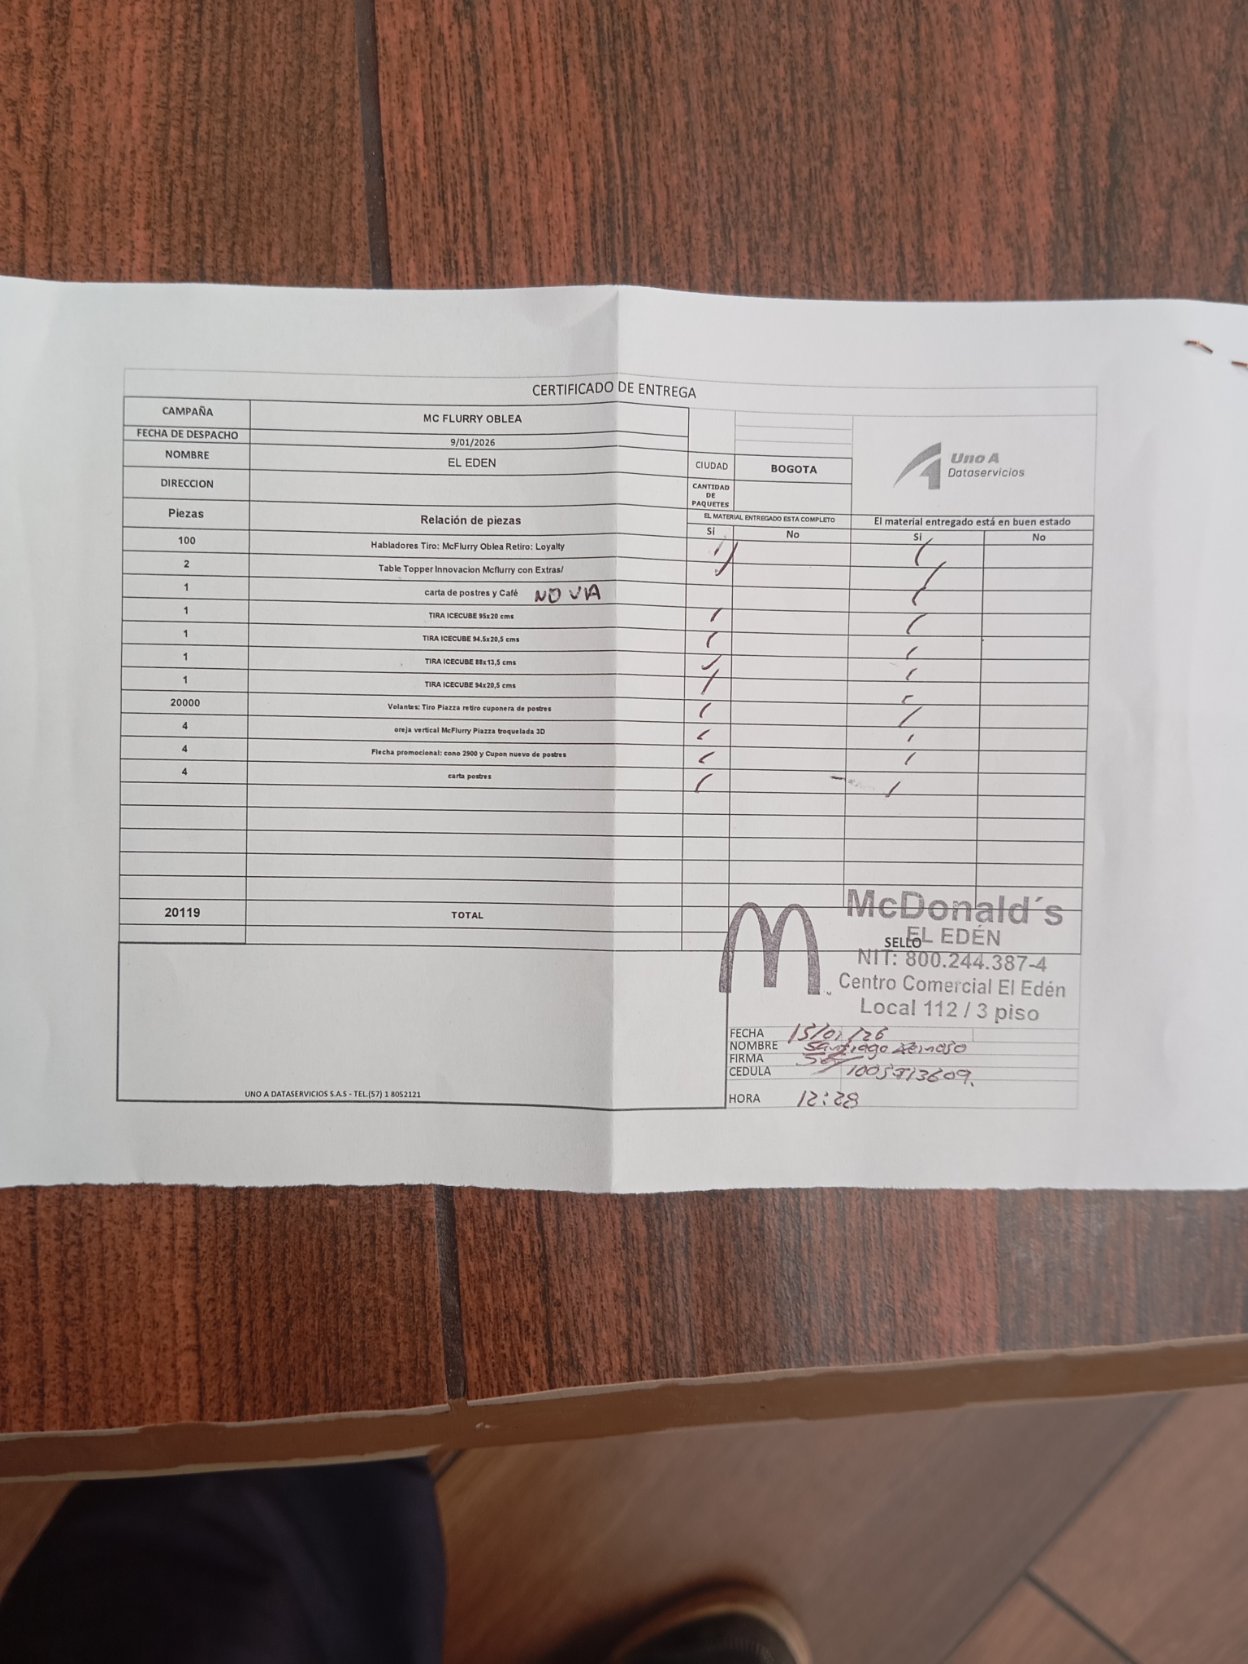 CERTIFICADO DE ENTREGA
CAMPAÑA MC FLURRY OBLEA
FECHA DE DESPACHO 9/01/2026
NOMBRE EL EDEN CIUDAD BOGOTA
Uno A
Dataservicios
DIRECCION CANTIDAD DE PAQUETES
EL MATERIAL ENTREGADO ESTA COMPLETO El material entregado está en buen estado
Piezas Relación de piezas Si No Si No
100 Habladores Tiro: McFlurry Oblea Retiro: Loyalty
2 Table Topper Innovacion Mcflurry con Extras/
1 carta de postres y Café NO VIA
1 TIRA ICECUBE 95x20 cms
1 TIRA ICECUBE 94.5x20,5 cms
1 TIRA ICECUBE 88x13,5 cms
1 TIRA ICECUBE 94x20,5 cms
20000 Volantes: Tiro Piazza retiro cuponera de postres
4 oreja vertical McFlurry Piazza troquelada 3D
4 Flecha promocional: cono 2900 y Cupon nuevo de postres
4 carta postres
20119 TOTAL
McDonald´s
EL EDÉN
SELLO
NIT: 800.244.387-4
Centro Comercial El Edén
Local 112 / 3 piso
FECHA 15/01/26
NOMBRE Santiago
FIRMA
CEDULA
HORA 12:28
UNO A DATASERVICIOS S.A.S - TEL.(57) 1 8052121